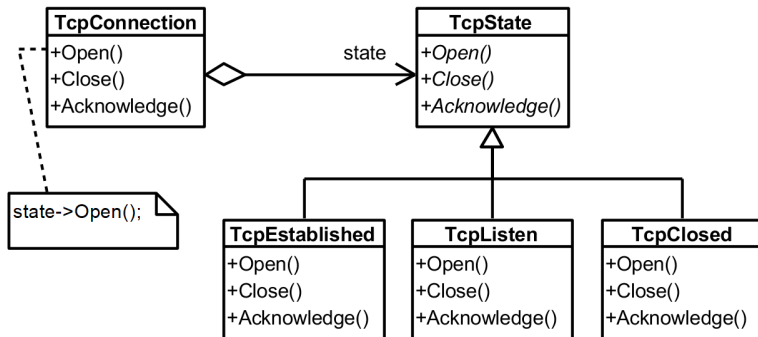 TcpConnection
+Open()
+Close()
+Acknowledge()
state
TcpState
+Open()
+Close()
+Acknowledge()
state->Open();
TcpEstablished
+Open()
+Close()
+Acknowledge()
TcpListen
+Open()
+Close()
+Acknowledge()
TcpClosed
+Open()
+Close()
+Acknowledge()